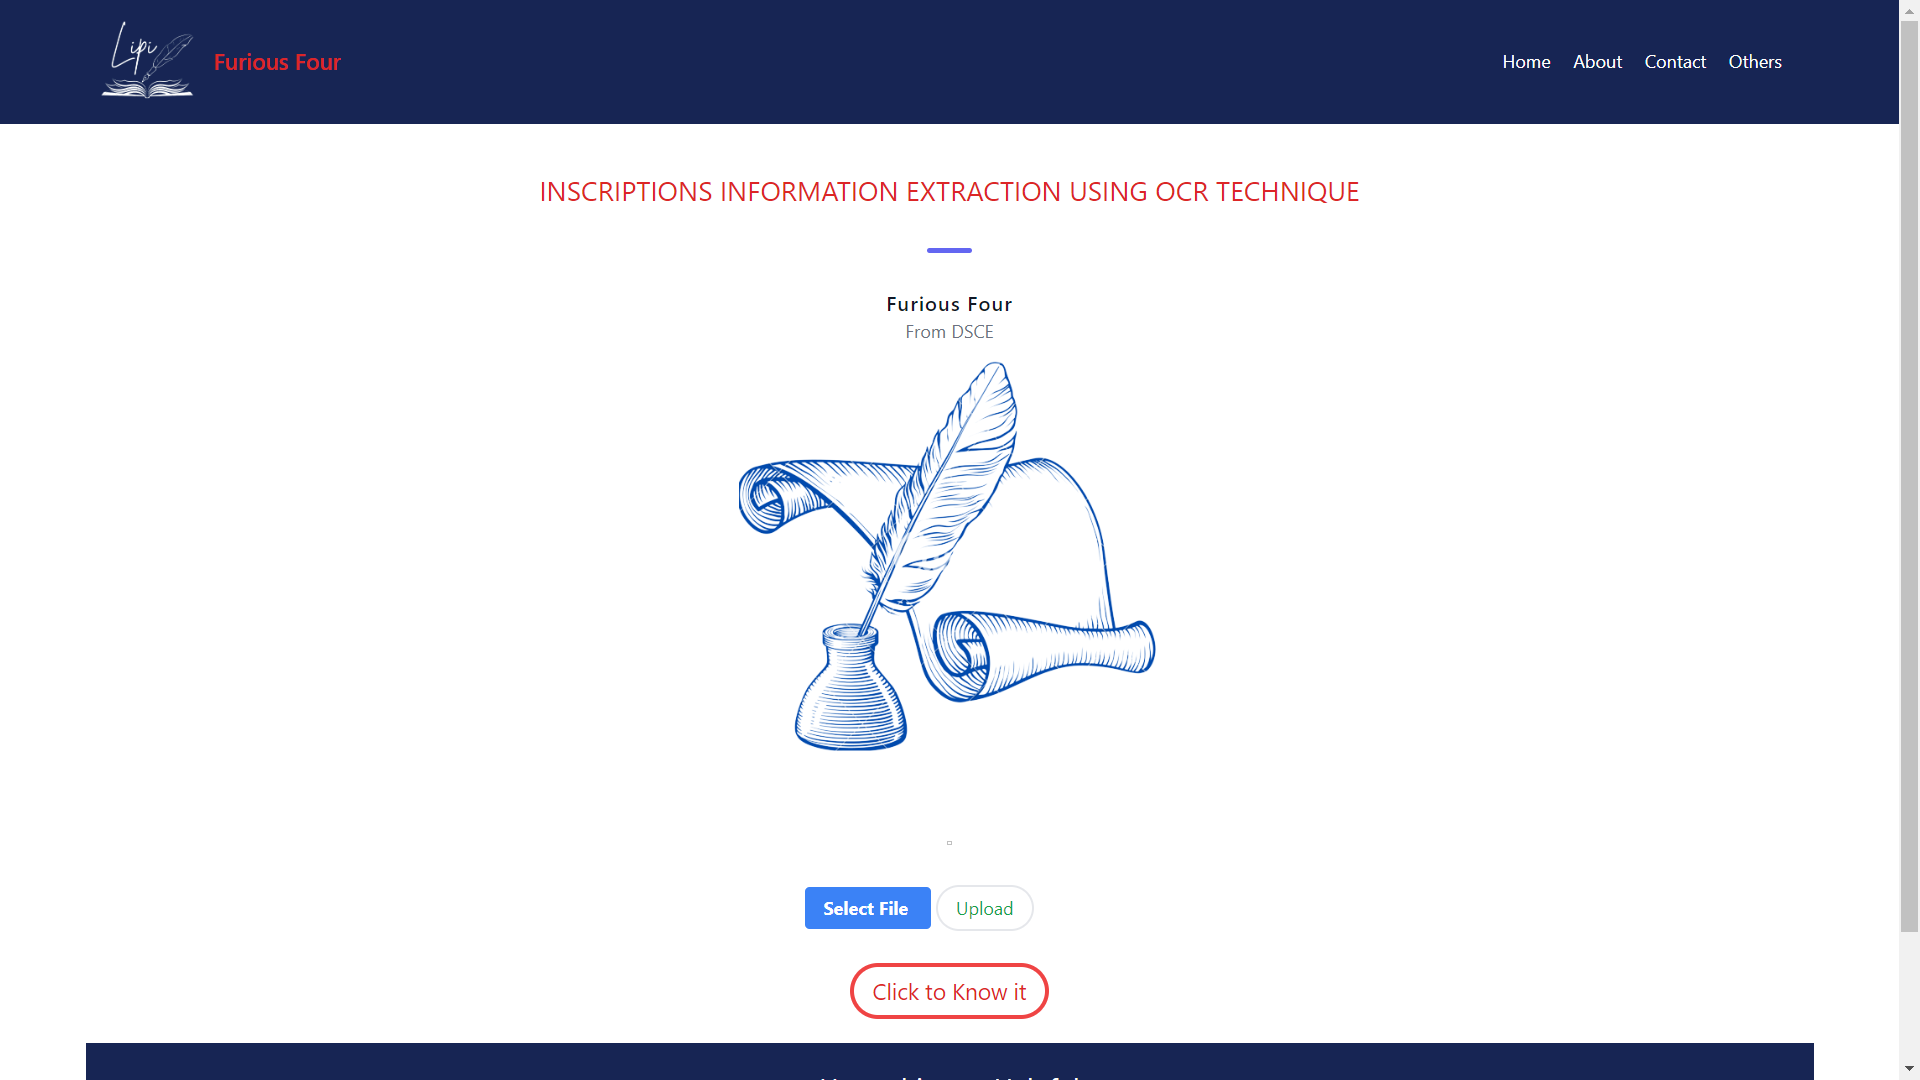 Lipi
Furious Four
Home About Contact Others
INSCRIPTIONS INFORMATION EXTRACTION USING OCR TECHNIQUE
Furious Four
From DSCE
Select File Upload
Click to Know it